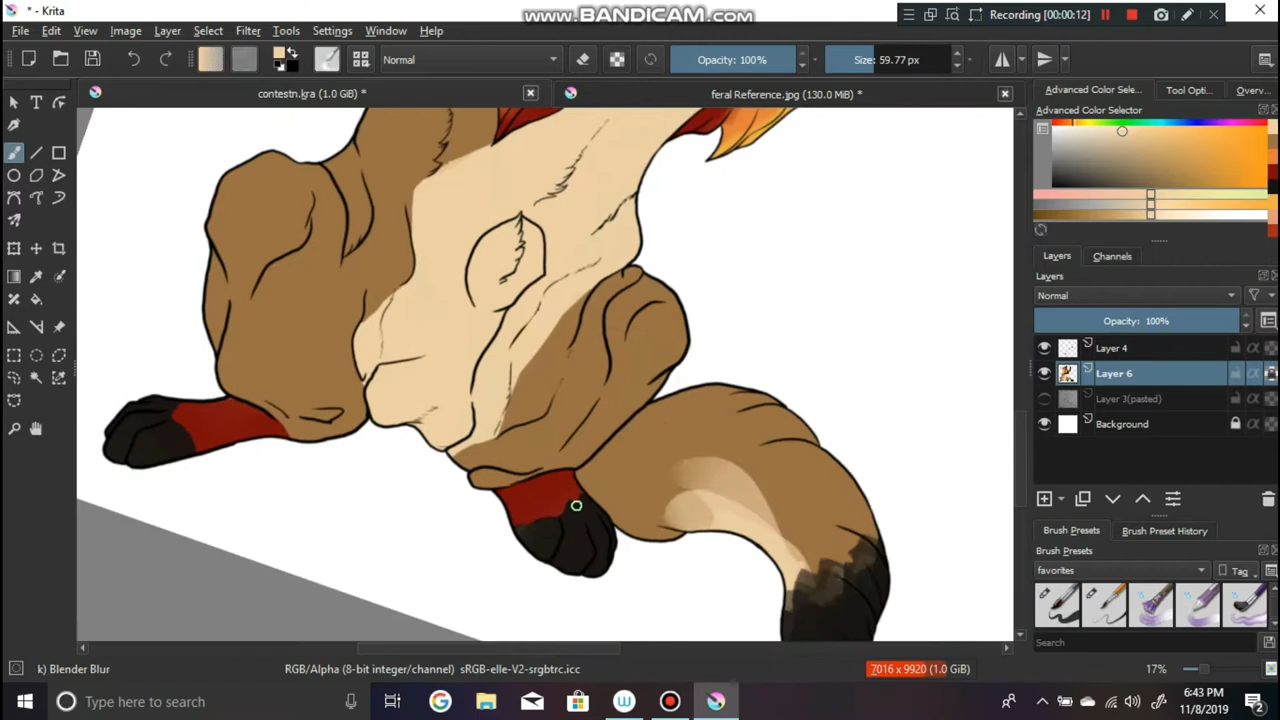 * - Krita
www.BANDICAM.com
Recording [00:00:12]
File Edit View Image Layer Select Filter Tools Settings Window Help
Normal
Opacity: 100%
Size: 59.77 px
contestn.kra (1.0 GiB) *
feral Reference.jpg (130.0 MiB) *
Advanced Color Sele...
Tool Opti...
Overv...
Advanced Color Selector
Layers
Channels
Layers
Normal
Opacity: 100%
Layer 4
Layer 6
Layer 3(pasted)
Background
Brush Presets
Brush Preset History
Brush Presets
favorites
Tag
Search
k) Blender Blur
RGB/Alpha (8-bit integer/channel) sRGB-elle-V2-srgbtrc.icc
7016 x 9920 (1.0 GiB)
17%
Type here to search
6:43 PM
11/8/2019
2